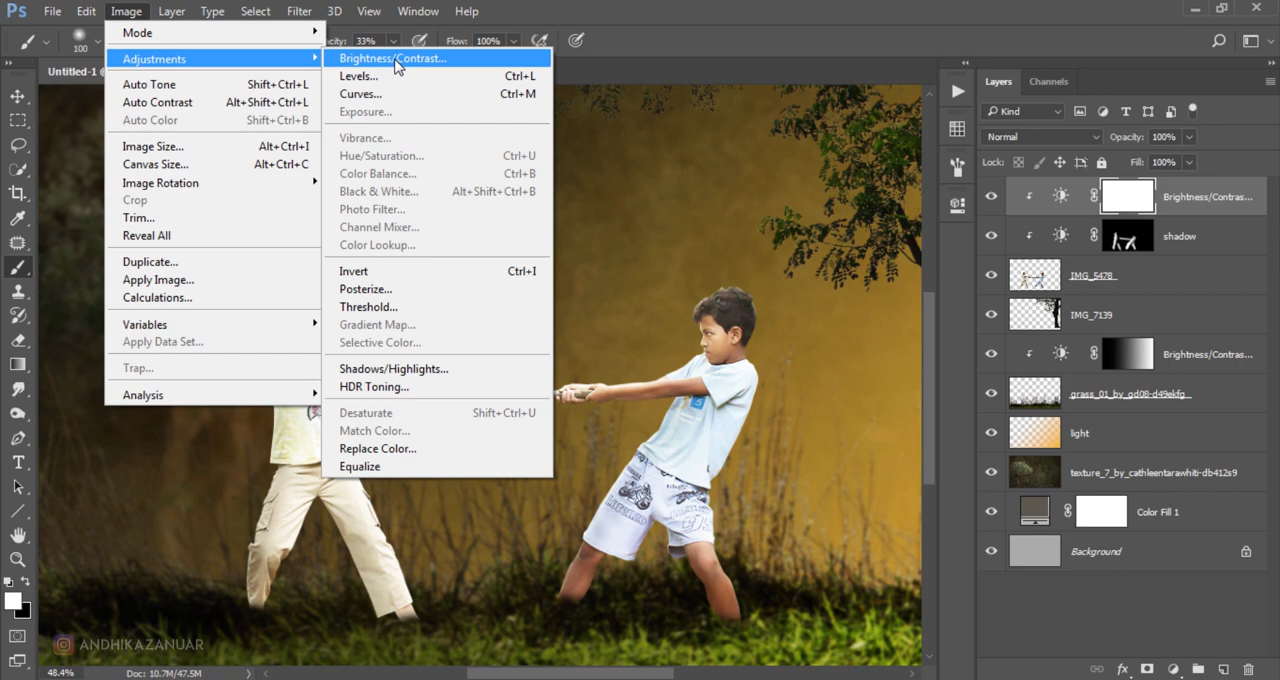 Ps File Edit Image Layer Type Select Filter 3D View Window Help
100 33% Flow: 100%
Untitled-1 @
Mode
Adjustments
Auto Tone Shift+Ctrl+L
Auto Contrast Alt+Shift+Ctrl+L
Auto Color Shift+Ctrl+B
Image Size... Alt+Ctrl+I
Canvas Size... Alt+Ctrl+C
Image Rotation
Crop
Trim...
Reveal All
Duplicate...
Apply Image...
Calculations...
Variables
Apply Data Set...
Trap...
Analysis
Brightness/Contrast...
Levels... Ctrl+L
Curves... Ctrl+M
Exposure...
Vibrance...
Hue/Saturation... Ctrl+U
Color Balance... Ctrl+B
Black & White... Alt+Shift+Ctrl+B
Photo Filter...
Channel Mixer...
Color Lookup...
Invert Ctrl+I
Posterize...
Threshold...
Gradient Map...
Selective Color...
Shadows/Highlights...
HDR Toning...
Desaturate Shift+Ctrl+U
Match Color...
Replace Color...
Equalize
5
Layers Channels
Kind
Normal Opacity: 100%
Lock: Fill: 100%
Brightness/Contras...
shadow
IMG_5478
IMG_7139
Brightness/Contras...
grass_01_by_gd08-d49ekfg
light
texture_7_by_cathleentarawhiti-db412s9
Color Fill 1
Background
ANDHIKAZANUAR
48.4% Doc: 10.7M/47.5M